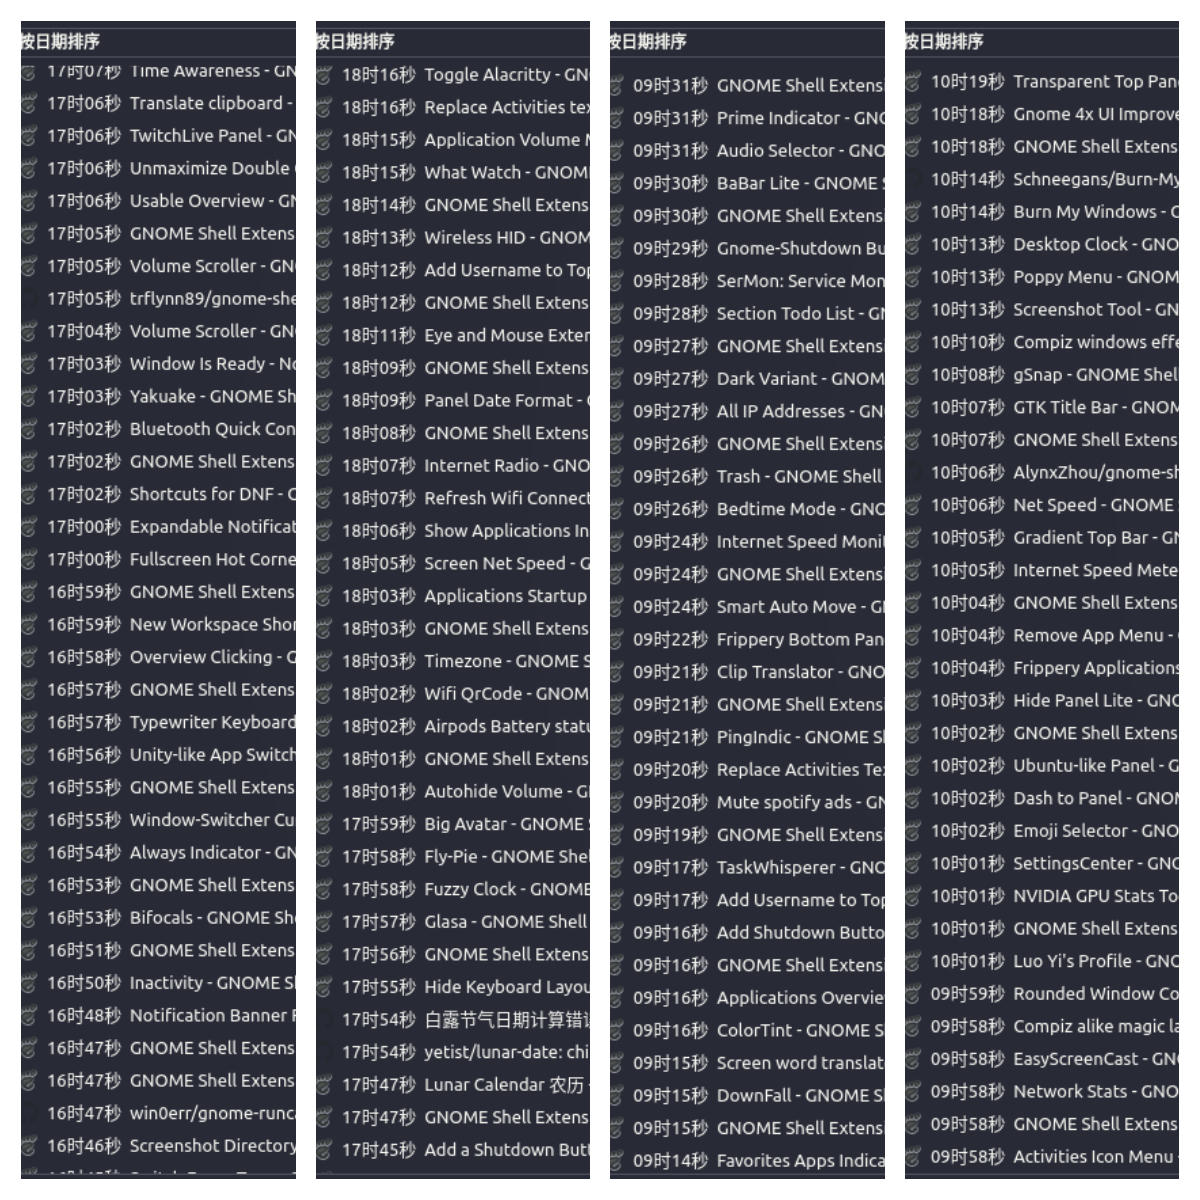 按日期排序
17时07秒 Time Awareness - GN
17时06秒 Translate clipboard -
17时06秒 TwitchLive Panel - GN
17时06秒 Unmaximize Double
17时06秒 Usable Overview - GN
17时05秒 GNOME Shell Extens
17时05秒 Volume Scroller - GN
17时05秒 trflynn89/gnome-she
17时04秒 Volume Scroller - GN
17时03秒 Window Is Ready - No
17时03秒 Yakuake - GNOME Sh
17时02秒 Bluetooth Quick Con
17时02秒 GNOME Shell Extens
17时02秒 Shortcuts for DNF - G
17时00秒 Expandable Notificat
17时00秒 Fullscreen Hot Corne
16时59秒 GNOME Shell Extens
16时59秒 New Workspace Shor
16时58秒 Overview Clicking - G
16时57秒 GNOME Shell Extens
16时57秒 Typewriter Keyboard
16时56秒 Unity-like App Switch
16时55秒 GNOME Shell Extens
16时55秒 Window-Switcher Cu
16时54秒 Always Indicator - GN
16时53秒 GNOME Shell Extens
16时53秒 Bifocals - GNOME She
16时51秒 GNOME Shell Extens
16时50秒 Inactivity - GNOME S
16时48秒 Notification Banner
16时47秒 GNOME Shell Extens
16时47秒 GNOME Shell Extens
16时47秒 win0err/gnome-runca
16时46秒 Screenshot Directory
按日期排序
18时16秒 Toggle Alacritty - GN
18时16秒 Replace Activities tex
18时15秒 Application Volume
18时15秒 What Watch - GNOM
18时14秒 GNOME Shell Extens
18时13秒 Wireless HID - GNOM
18时12秒 Add Username to Top
18时12秒 GNOME Shell Extens
18时11秒 Eye and Mouse Exter
18时09秒 GNOME Shell Extens
18时09秒 Panel Date Format -
18时08秒 GNOME Shell Extens
18时07秒 Internet Radio - GNO
18时07秒 Refresh Wifi Connect
18时06秒 Show Applications In
18时05秒 Screen Net Speed - G
18时03秒 Applications Startup
18时03秒 GNOME Shell Extens
18时03秒 Timezone - GNOME S
18时02秒 Wifi QrCode - GNOM
18时02秒 Airpods Battery statu
18时01秒 GNOME Shell Extens
18时01秒 Autohide Volume - G
17时59秒 Big Avatar - GNOME
17时58秒 Fly-Pie - GNOME Shel
17时58秒 Fuzzy Clock - GNOME
17时57秒 Glasa - GNOME Shell
17时56秒 GNOME Shell Extens
17时55秒 Hide Keyboard Layou
17时54秒 白露节气日期计算错误
17时54秒 yetist/lunar-date: chi
17时47秒 Lunar Calendar 农历 -
17时47秒 GNOME Shell Extens
17时45秒 Add a Shutdown But
按日期排序
09时31秒 GNOME Shell Extensi
09时31秒 Prime Indicator - GNO
09时31秒 Audio Selector - GNO
09时30秒 BaBar Lite - GNOME S
09时30秒 GNOME Shell Extensi
09时29秒 Gnome-Shutdown Bu
09时28秒 SerMon: Service Mon
09时28秒 Section Todo List - GN
09时27秒 GNOME Shell Extensi
09时27秒 Dark Variant - GNOM
09时27秒 All IP Addresses - GN
09时26秒 GNOME Shell Extensi
09时26秒 Trash - GNOME Shell
09时26秒 Bedtime Mode - GNO
09时24秒 Internet Speed Monit
09时24秒 GNOME Shell Extensi
09时24秒 Smart Auto Move - GI
09时22秒 Frippery Bottom Pan
09时21秒 Clip Translator - GNO
09时21秒 GNOME Shell Extensi
09时21秒 PingIndic - GNOME Sl
09时20秒 Replace Activities Te
09时20秒 Mute spotify ads - GN
09时19秒 GNOME Shell Extensi
09时17秒 TaskWhisperer - GNO
09时17秒 Add Username to Top
09时16秒 Add Shutdown Butto
09时16秒 GNOME Shell Extensi
09时16秒 Applications Overvie
09时16秒 ColorTint - GNOME S
09时15秒 Screen word translat
09时15秒 DownFall - GNOME S
09时15秒 GNOME Shell Extensi
09时14秒 Favorites Apps Indica
按日期排序
10时19秒 Transparent Top Pan
10时18秒 Gnome 4x UI Improve
10时18秒 GNOME Shell Extens
10时14秒 Schneegans/Burn-My
10时14秒 Burn My Windows - G
10时13秒 Desktop Clock - GNO
10时13秒 Poppy Menu - GNOM
10时13秒 Screenshot Tool - GN
10时10秒 Compiz windows effe
10时08秒 gSnap - GNOME Shel
10时07秒 GTK Title Bar - GNOM
10时07秒 GNOME Shell Extens
10时06秒 AlynxZhou/gnome-sh
10时06秒 Net Speed - GNOME
10时05秒 Gradient Top Bar - GN
10时05秒 Internet Speed Mete
10时04秒 GNOME Shell Extens
10时04秒 Remove App Menu -
10时04秒 Frippery Applications
10时03秒 Hide Panel Lite - GNO
10时02秒 GNOME Shell Extens
10时02秒 Ubuntu-like Panel - G
10时02秒 Dash to Panel - GNOM
10时02秒 Emoji Selector - GNO
10时01秒 SettingsCenter - GNO
10时01秒 NVIDIA GPU Stats To
10时01秒 GNOME Shell Extens
10时01秒 Luo Yi's Profile - GNO
09时59秒 Rounded Window Co
09时58秒 Compiz alike magic la
09时58秒 EasyScreenCast - GN
09时58秒 Network Stats - GNO
09时58秒 GNOME Shell Extens
09时58秒 Activities Icon Menu -